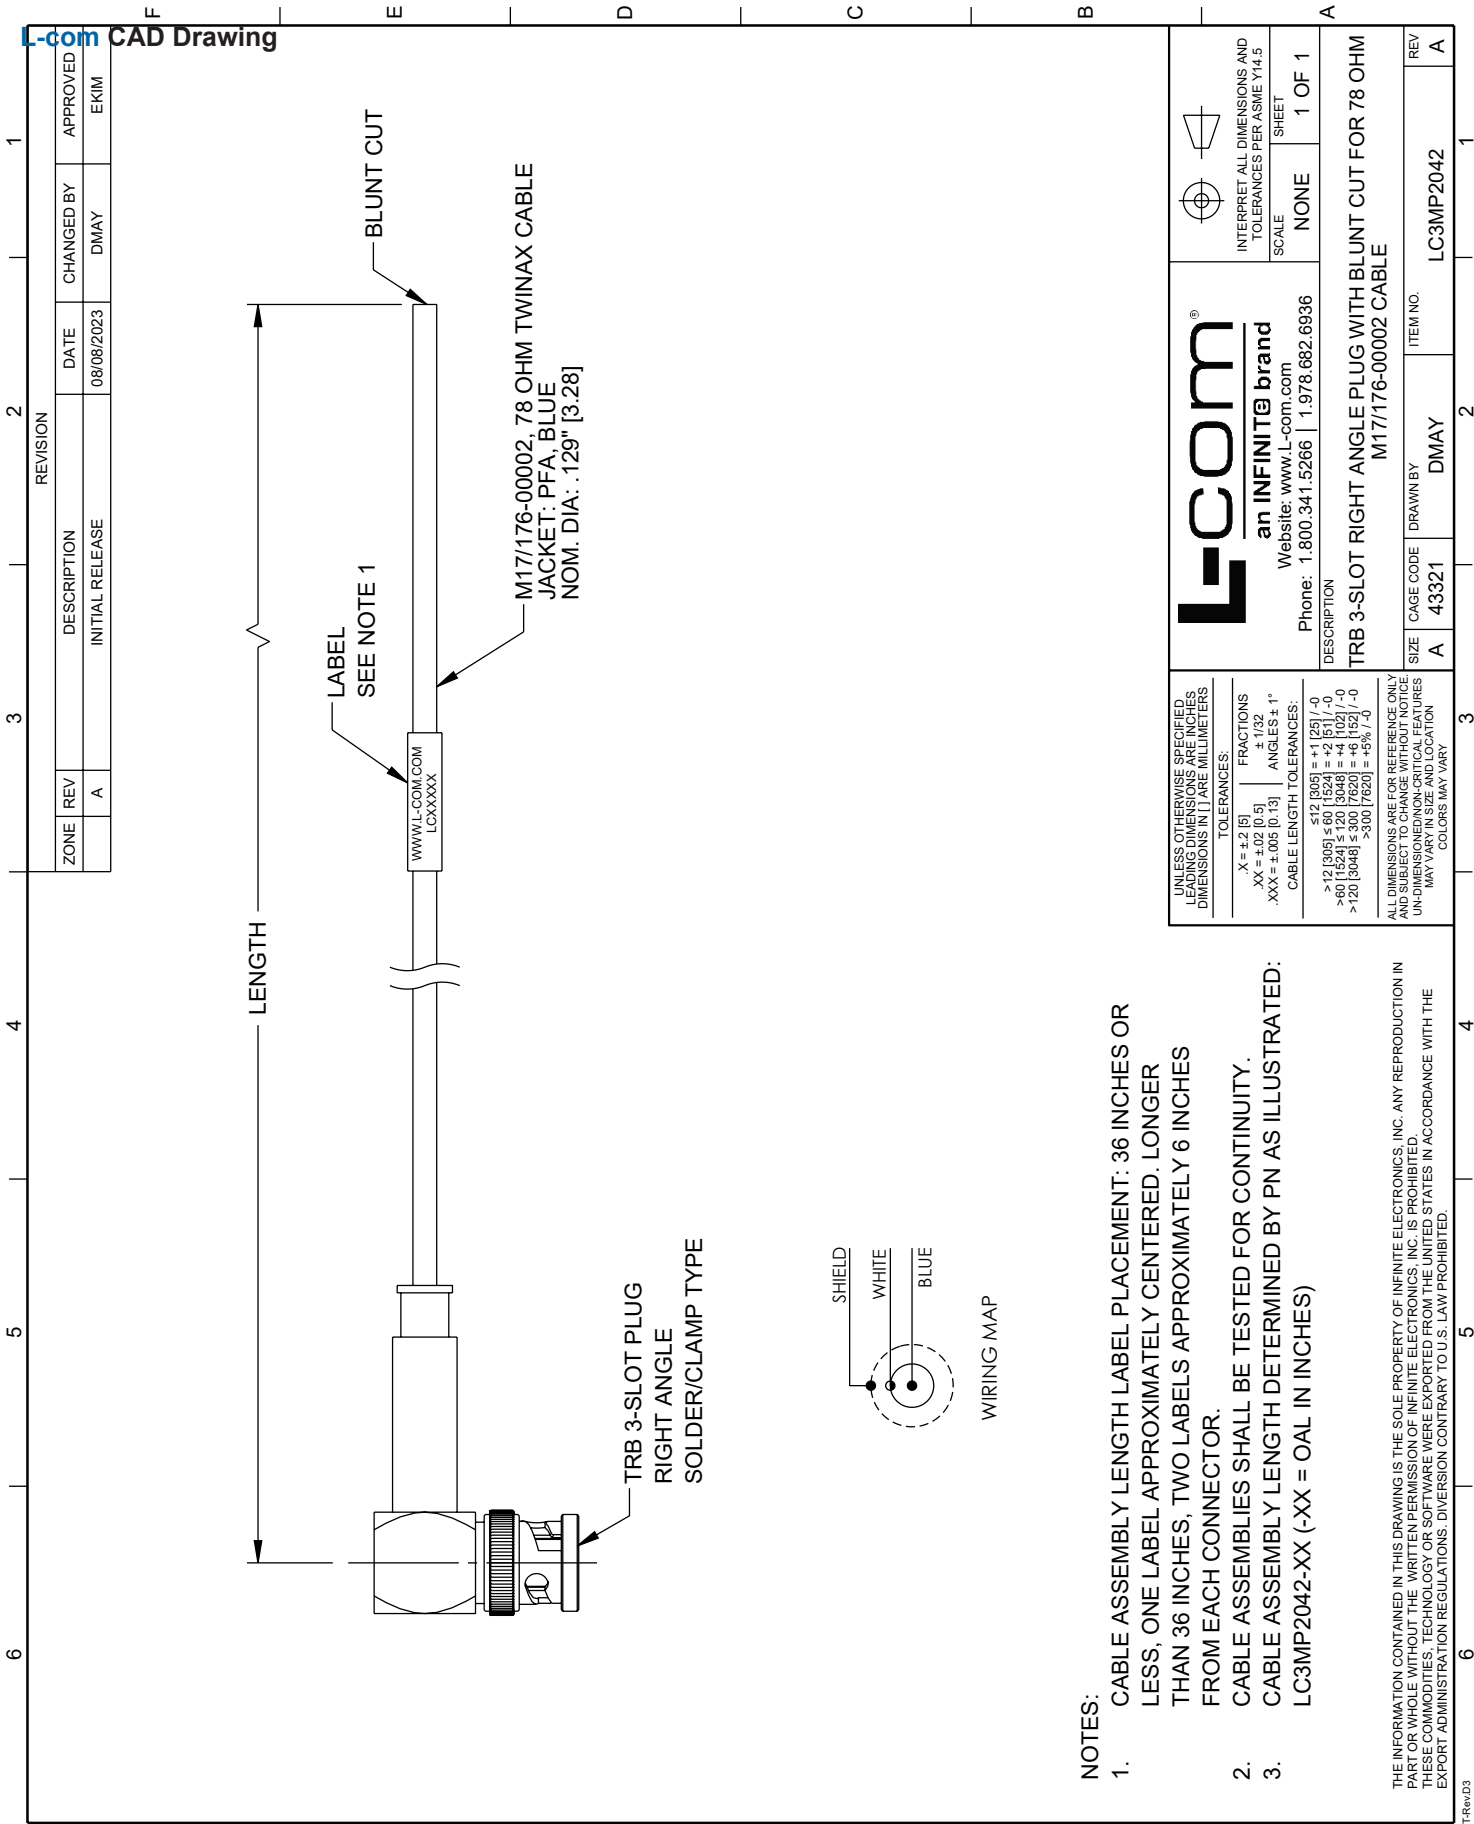 L-com CAD Drawing
REVISION
ZONE REV DESCRIPTION DATE CHANGED BY APPROVED
A INITIAL RELEASE 08/08/2023 DMAY EKIM
6 5 4 3 2 1
F
E
D
C
B
A
LENGTH
LABEL
SEE NOTE 1
BLUNT CUT
WWW.L-COM.COM
LCXXXXX
M17/176-00002, 78 OHM TWINAX CABLE
JACKET: PFA, BLUE
NOM. DIA: .129" [3.28]
TRB 3-SLOT PLUG
RIGHT ANGLE
SOLDER/CLAMP TYPE
SHIELD
WHITE
BLUE
WIRING MAP
NOTES:
1. CABLE ASSEMBLY LENGTH LABEL PLACEMENT: 36 INCHES OR
LESS, ONE LABEL APPROXIMATELY CENTERED. LONGER
THAN 36 INCHES, TWO LABELS APPROXIMATELY 6 INCHES
FROM EACH CONNECTOR.
2. CABLE ASSEMBLIES SHALL BE TESTED FOR CONTINUITY.
3. CABLE ASSEMBLY LENGTH DETERMINED BY PN AS ILLUSTRATED:
LC3MP2042-XX (-XX = OAL IN INCHES)
THE INFORMATION CONTAINED IN THIS DRAWING IS THE SOLE PROPERTY OF INFINITE ELECTRONICS, INC. ANY REPRODUCTION IN
PART OR WHOLE WITHOUT THE WRITTEN PERMISSION OF INFINITE ELECTRONICS, INC. IS PROHIBITED.
THESE COMMODITIES, TECHNOLOGY OR SOFTWARE WERE EXPORTED FROM THE UNITED STATES IN ACCORDANCE WITH THE
EXPORT ADMINISTRATION REGULATIONS. DIVERSION CONTRARY TO U.S. LAW PROHIBITED.
UNLESS OTHERWISE SPECIFIED
LEADING DIMENSIONS ARE INCHES
DIMENSIONS IN [ ] ARE MILLIMETERS
TOLERANCES:
.X = ±.2 [5] FRACTIONS
.XX = ±.02 [0.5] ± 1/32
.XXX = ±.005 [0.13] ANGLES ± 1°
CABLE LENGTH TOLERANCES:
≤12 [305] = +1 [25] / -0
>12 [305] ≤ 60 [1524] = +2 [51] / -0
>60 [1524] ≤ 120 [3048] = +4 [102] / -0
>120 [3048] ≤ 300 [7620] = +6 [152] / -0
>300 [7620] = +5% / -0
ALL DIMENSIONS ARE FOR REFERENCE ONLY
AND SUBJECT TO CHANGE WITHOUT NOTICE.
UN-DIMENSIONED/NON-CRITICAL FEATURES
MAY VARY IN SIZE AND LOCATION
COLORS MAY VARY
L-com®
an INFINITe brand
Website: www.L-com.com
Phone: 1.800.341.5266 | 1.978.682.6936
INTERPRET ALL DIMENSIONS AND
TOLERANCES PER ASME Y14.5
SCALE NONE SHEET 1 OF 1
DESCRIPTION
TRB 3-SLOT RIGHT ANGLE PLUG WITH BLUNT CUT FOR 78 OHM
M17/176-00002 CABLE
SIZE CAGE CODE DRAWN BY ITEM NO. REV
A 43321 DMAY LC3MP2042 A
6 5 4 3 2 1
T-Rev.D3